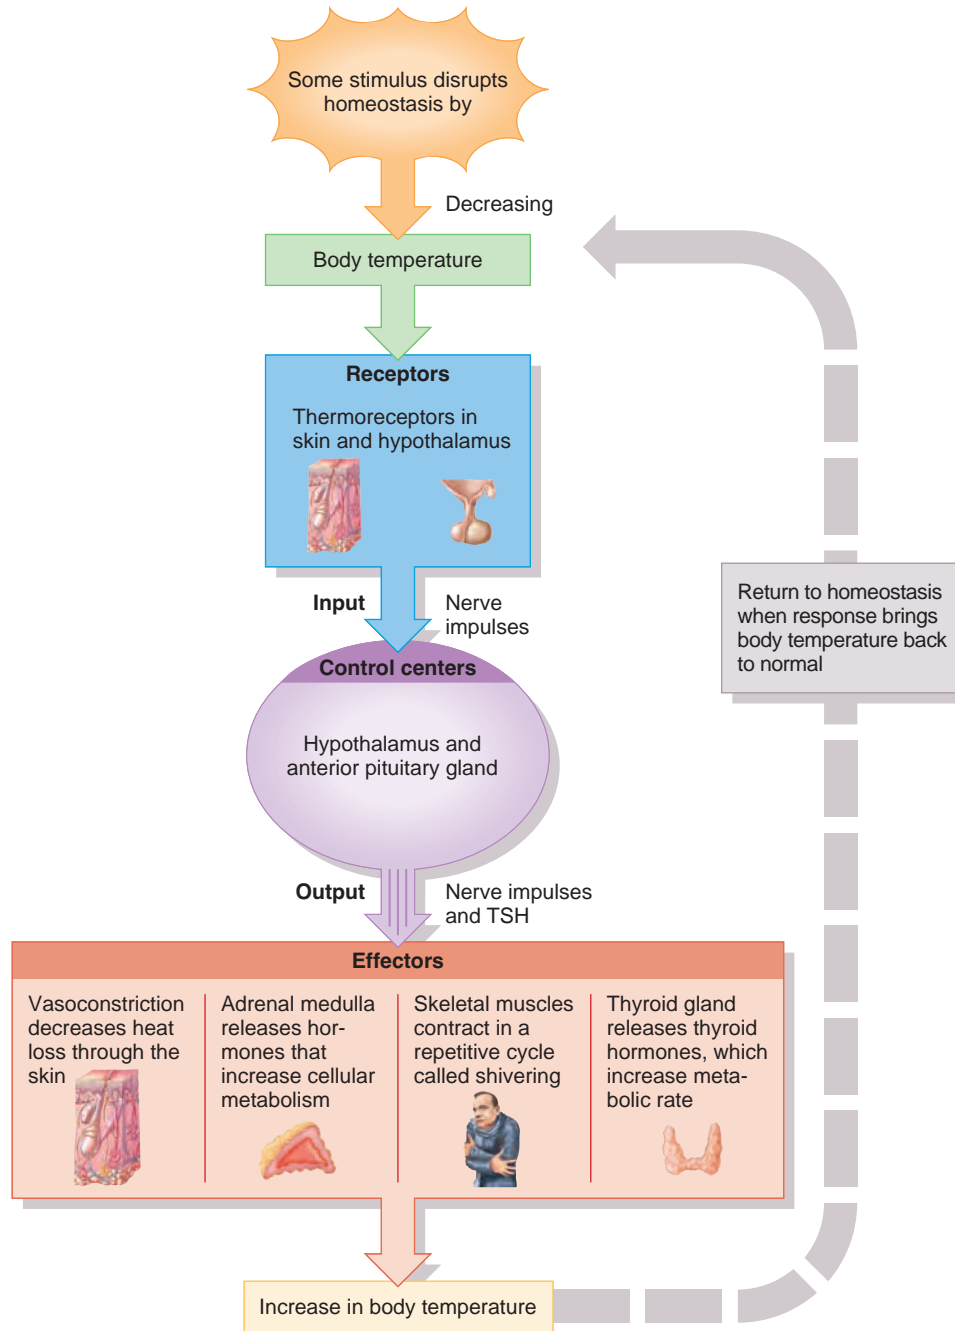 Some stimulus disrupts
homeostasis by
Decreasing
Body temperature
Receptors
Thermoreceptors in
skin and hypothalamus
Input
Nerve
impulses
Control centers
Hypothalamus and
anterior pituitary gland
Output
Nerve impulses
and TSH
Effectors
Vasoconstriction
decreases heat
loss through the
skin
Adrenal medulla
releases hor-
mones that
increase cellular
metabolism
Skeletal muscles
contract in a
repetitive cycle
called shivering
Thyroid gland
releases thyroid
hormones, which
increase meta-
bolic rate
Increase in body temperature
Return to homeostasis
when response brings
body temperature back
to normal